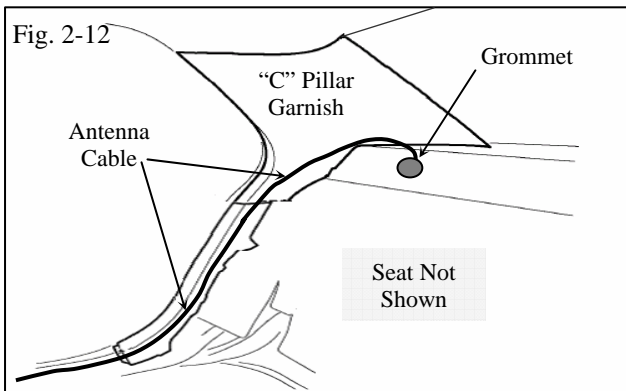 Fig. 2-12
Grommet
“C” Pillar
Garnish
Antenna
Cable
Seat Not
Shown